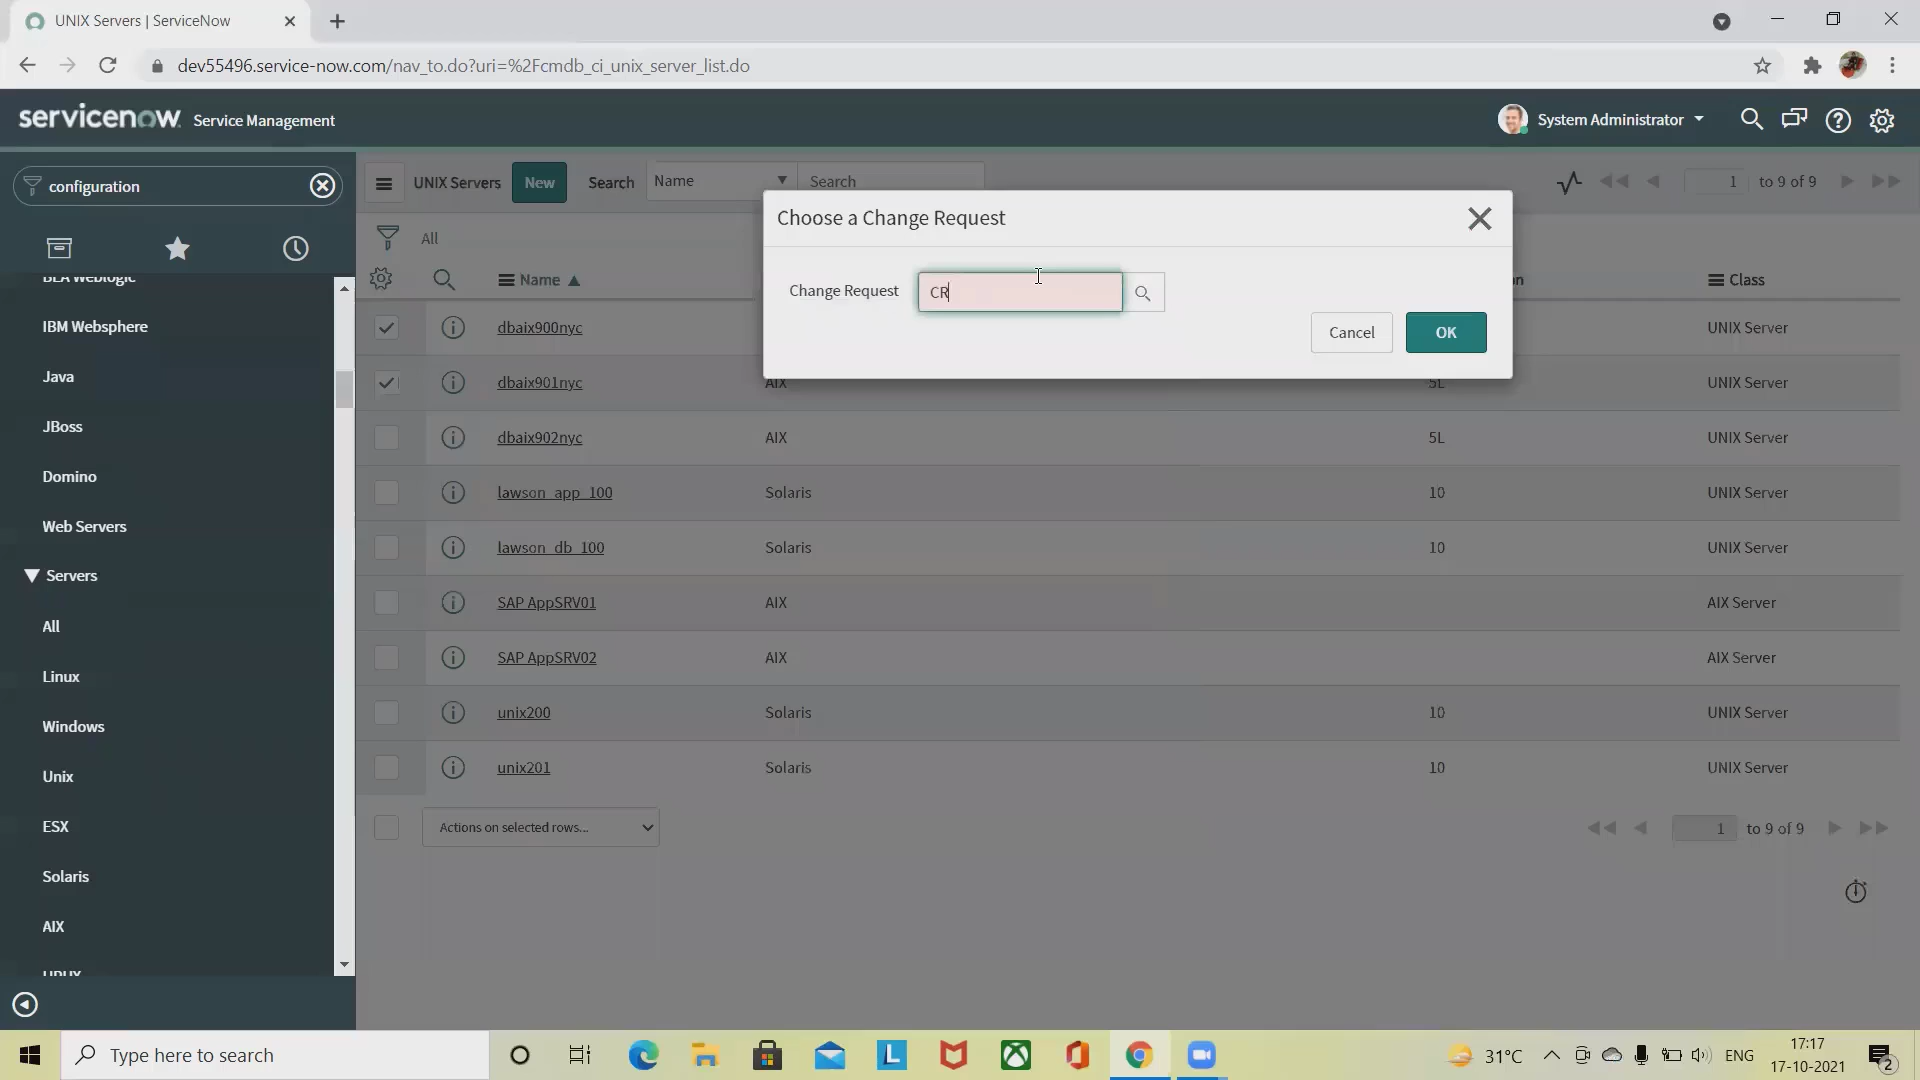 UNIX Servers | ServiceNow
dev55496.service-now.com/nav_to.do?uri=%2Fcmdb_ci_unix_server_list.do
servicenow Service Management
System Administrator
configuration
UNIX Servers New Search Name Search
1 to 9 of 9
Choose a Change Request
Change Request CR
Cancel OK
All
Name Class
BEA Weblogic
IBM Websphere
Java
JBoss
Domino
Web Servers
Servers
All
Linux
Windows
Unix
ESX
Solaris
AIX
HPUX
dbaix900nyc UNIX Server
dbaix901nyc AIX 5L UNIX Server
dbaix902nyc AIX 5L UNIX Server
lawson_app_100 Solaris 10 UNIX Server
lawson_db_100 Solaris 10 UNIX Server
SAP AppSRV01 AIX AIX Server
SAP AppSRV02 AIX AIX Server
unix200 Solaris 10 UNIX Server
unix201 Solaris 10 UNIX Server
Actions on selected rows...
1 to 9 of 9
Type here to search
31°C
ENG
17:17
17-10-2021
2